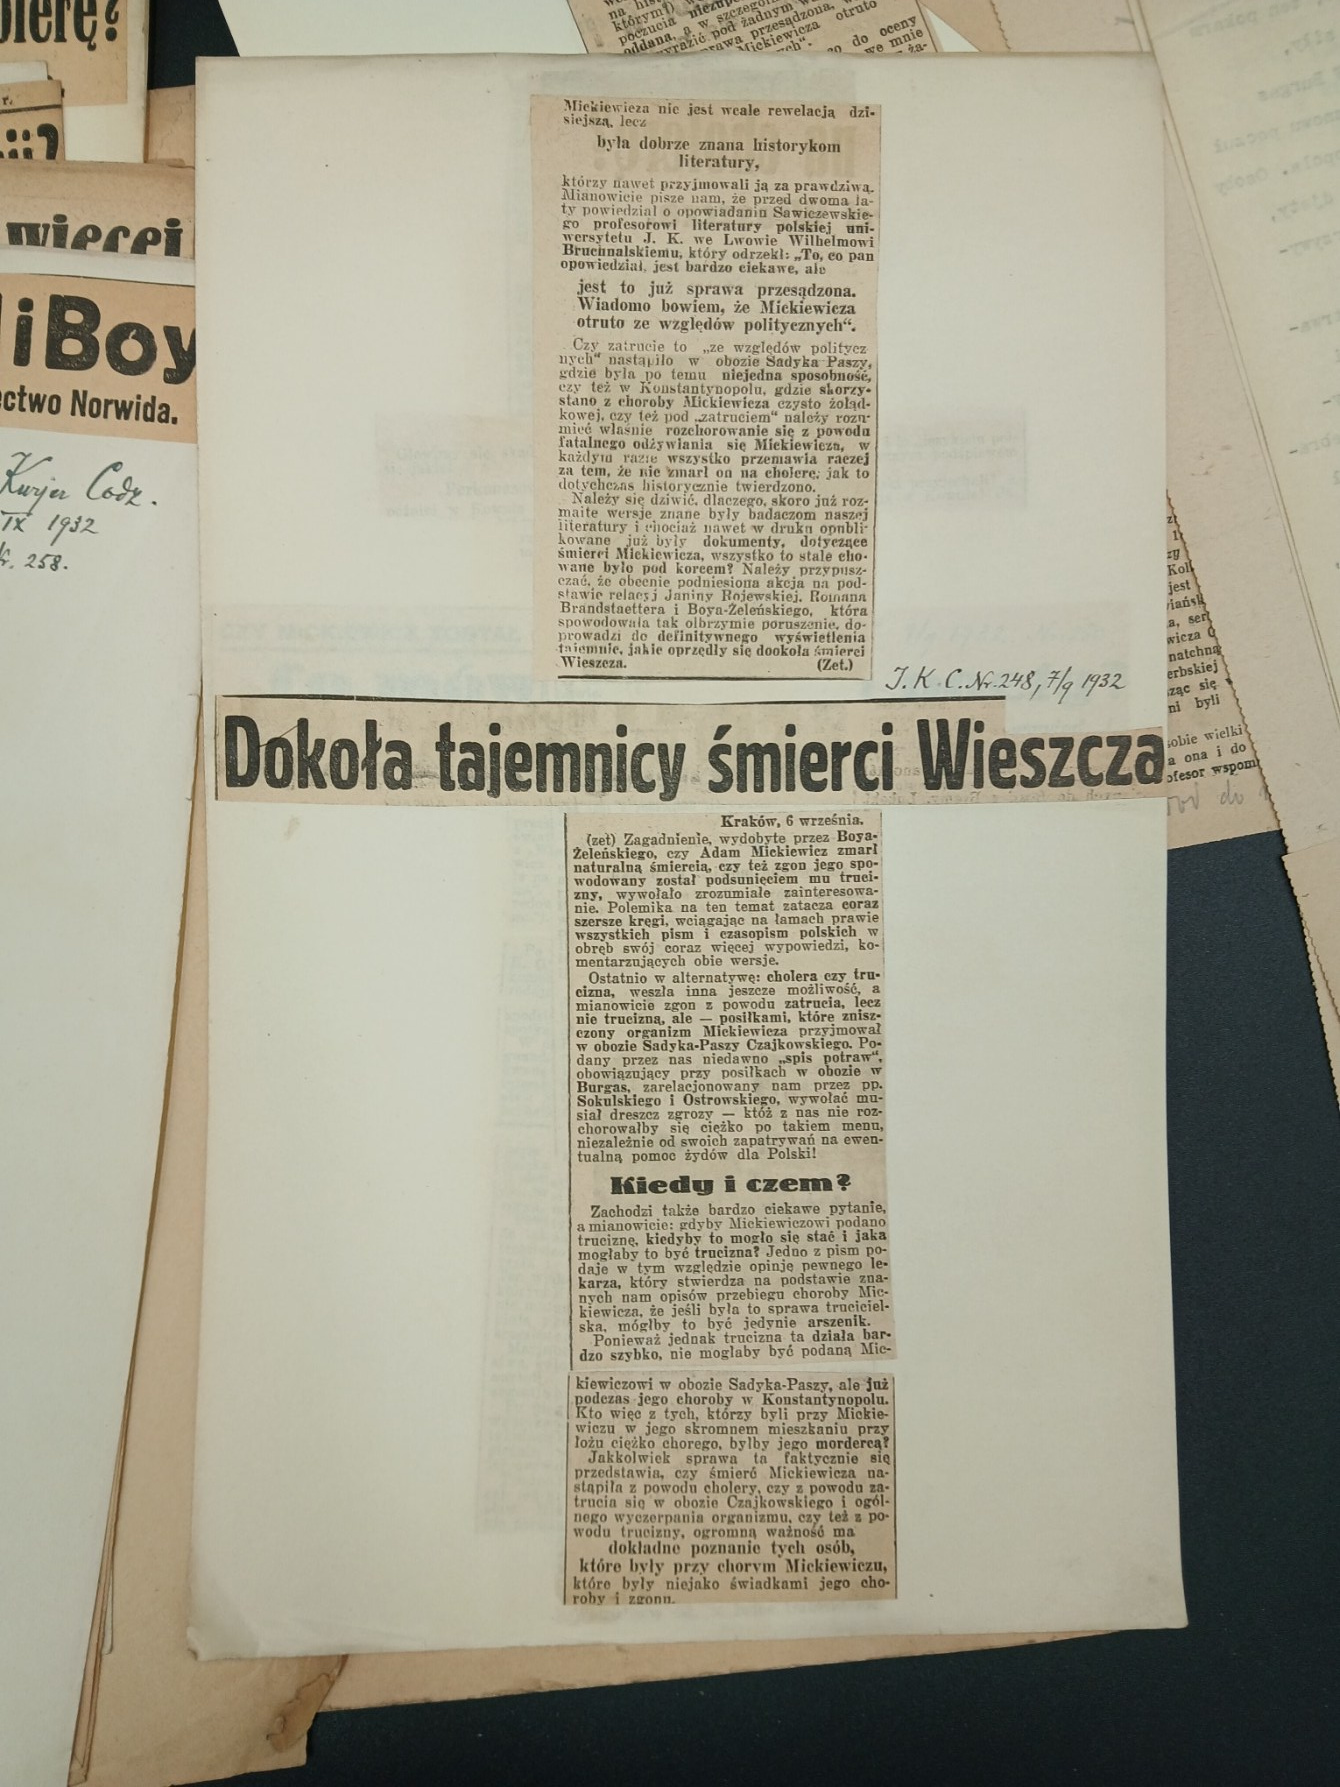 Mickiewicza nie jest wcale rewelacją dzi-
siejszą, lecz
była dobrze znana historykom
literatury,
którzy nawet przyjmowali ją za prawdziwą.
Mianowicie pisze nam, że przed dwoma la-
ty powiedział o opowiadaniu Sawiczewskie-
go profesorowi literatury polskiej uni-
wersytetu J. K. we Lwowie Wilhelmowi
Bruchnalskiemu, który odrzekł: „To, co pan
opowiedział, jest bardzo ciekawe, ale
jest to już sprawa przesądzona.
Wiadomo bowiem, że Mickiewicza
otruto ze względów politycznych“.
Czy zatrucie to „ze względów politycz
nych“ nastąpiło w obozie Sadyka Paszy,
gdzie była po temu niejedna sposobność,
czy też w Konstantynopolu, gdzie skorzy-
stano z choroby Mickiewicza czysto żołąd-
kowej, czy też pod „zatruciem“ należy rozu-
mieć właśnie rozchorowanie się z powodu
fatalnego odżywiania się Mickiewicza, w
każdym razie wszystko przemawia raczej
za tem, że nie zmarł on na cholerę, jak to
dotychczas historycznie twierdzono.
Należy się dziwić, dlaczego, skoro już roz-
maite wersje znane były badaczom naszej
literatury i chociaż nawet w druku opubli-
kowane już były dokumenty, dotyczące
śmierci Mickiewicza, wszystko to stale cho-
wane było pod korcem? Należy przypusz-
czać, że obecnie podniesiona akcja na pod-
stawie relacyj Janiny Rojewskiej, Romana
Brandstaettera i Boya-Żeleńskiego, która
spowodowała tak olbrzymie poruszenie, do-
prowadzi do definitywnego wyświetlenia
tajemnic, jakie oprzędły się dookoła śmierci
Wieszcza. (Zet.)
I. K. C. Nr. 248, 7/9 1932
Dokoła tajemnicy śmierci Wieszcza
Kraków, 6 września.
(zet) Zagadnienie, wydobyte przez Boya-
Żeleńskiego, czy Adam Mickiewicz zmarł
naturalną śmiercią, czy też zgon jego spo-
wodowany został podsunięciem mu truci-
zny, wywołało zrozumiałe zainteresowa-
nie. Polemika na ten temat zatacza coraz
szersze kręgi, wciągając na łamach prawie
wszystkich pism i czasopism polskich w
obręb swój coraz więcej wypowiedzi, ko-
mentarzujących obie wersje.
Ostatnio w alternatywę: cholera czy tru-
cizna, weszła inna jeszcze możliwość, a
mianowicie zgon z powodu zatrucia, lecz
nie trucizną, ale — posiłkami, które znisz-
czony organizm Mickiewicza przyjmował
w obozie Sadyka-Paszy Czajkowskiego. Po-
dany przez nas niedawno „spis potraw“,
obowiązujący przy posiłkach w obozie w
Burgas, zarelacjonowany nam przez pp.
Sokulskiego i Ostrowskiego, wywołać mu-
siał dreszcz zgrozy — któż z nas nie roz-
chorowałby się ciężko po takiem menu,
niezależnie od swoich zapatrywań na ewen-
tualną pomoc żydów dla Polski!
Kiedy i czem?
Zachodzi także bardzo ciekawe pytanie,
a mianowicie: gdyby Mickiewiczowi podano
truciznę, kiedyby to mogło się stać i jaka
mogłaby to być trucizna? Jedno z pism po-
daje w tym względzie opinję pewnego le-
karza, który stwierdza na podstawie zna-
nych nam opisów przebiegu choroby Mic-
kiewicza, że jeśli była to sprawa truciciel-
ska, mógłby to być jedynie arszenik.
Ponieważ jednak trucizna ta działa bar-
dzo szybko, nie mogłaby być podaną Mic-
kiewiczowi w obozie Sadyka-Paszy, ale już
podczas jego choroby w Konstantynopolu.
Kto więc z tych, którzy byli przy Mickie-
wiczu w jego skromnem mieszkaniu przy
łożu ciężko chorego, byłby jego mordercą?
Jakkolwiek sprawa ta faktycznie się
przedstawia, czy śmierć Mickiewicza na-
stąpiła z powodu cholery, czy z powodu za-
trucia się w obozie Czajkowskiego i ogól-
nego wyczerpania organizmu, czy też z po-
wodu trucizny, ogromną ważność ma
dokładne poznanie tych osób,
które były przy chorym Mickiewiczu,
które były niejako świadkami jego cho-
roby i zgonu.
więcej
i Boy
ectwo Norwida.
Kurjer Codz.
IX 1932
Nr. 258.